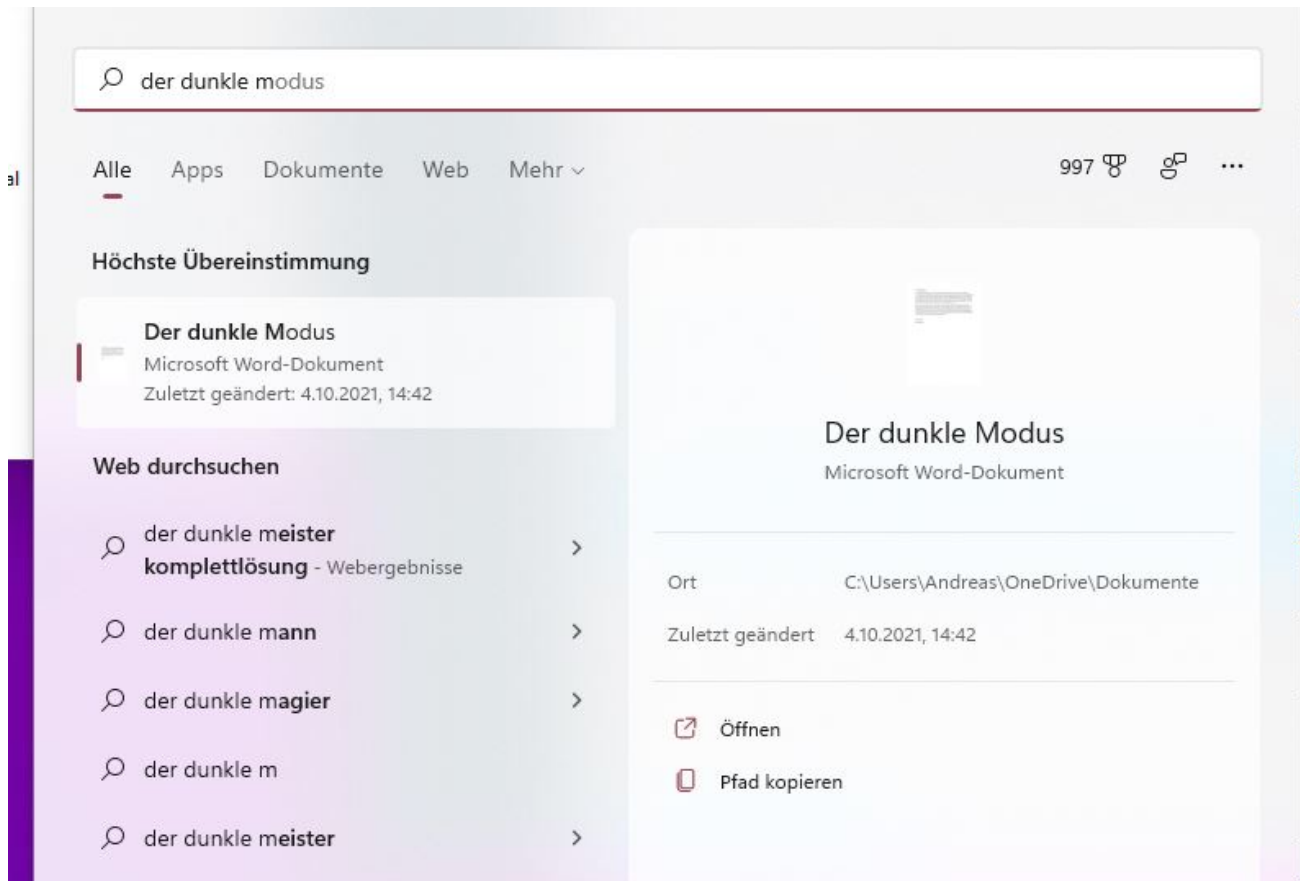 der dunkle modus
al
Alle Apps Dokumente Web Mehr
997
Höchste Übereinstimmung
Der dunkle Modus
Microsoft Word-Dokument
Zuletzt geändert: 4.10.2021, 14:42
Web durchsuchen
der dunkle meister
komplettlösung - Webergebnisse
der dunkle mann
der dunkle magier
der dunkle m
der dunkle meister
Der dunkle Modus
Microsoft Word-Dokument
Ort C:\Users\Andreas\OneDrive\Dokumente
Zuletzt geändert 4.10.2021, 14:42
Öffnen
Pfad kopieren